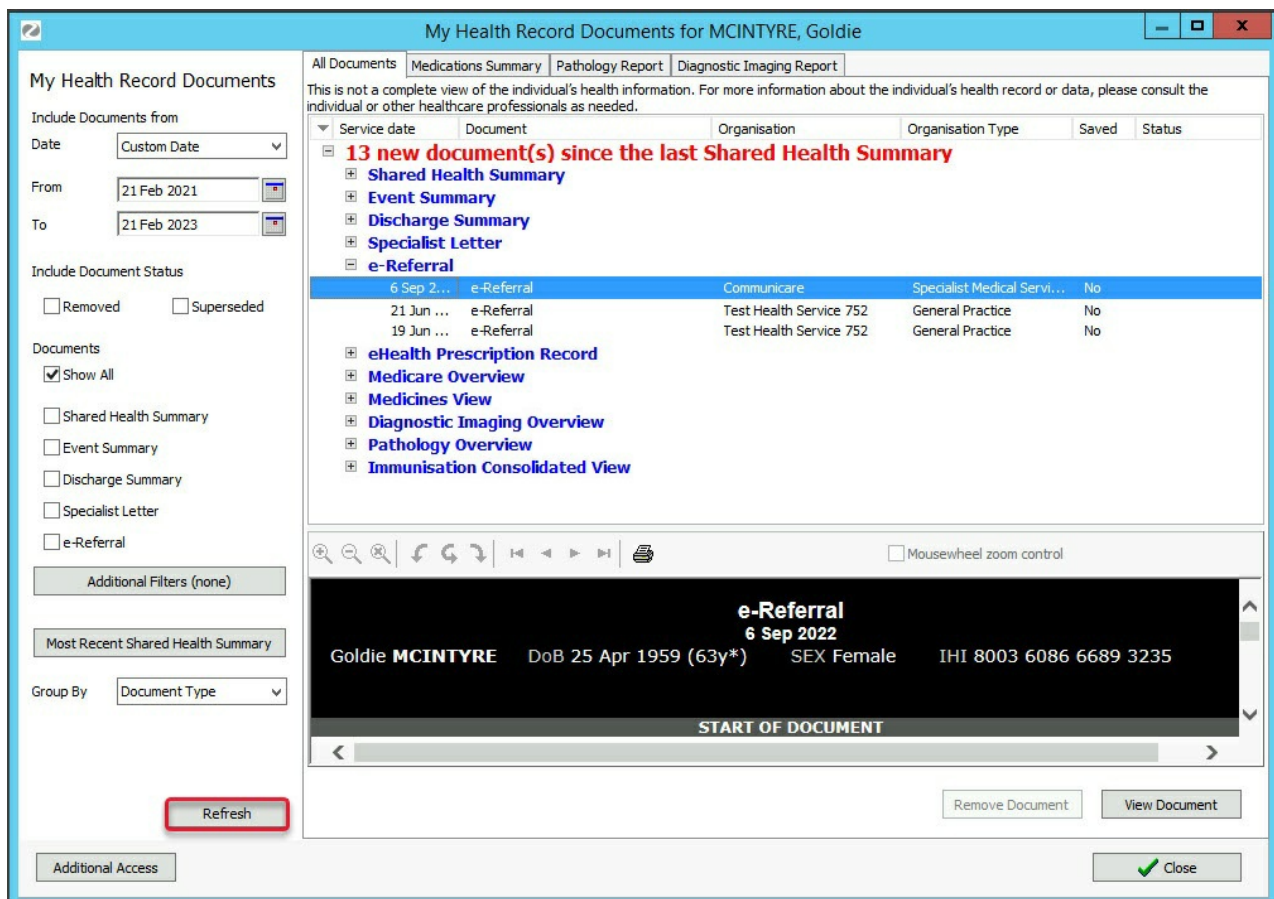 My Health Record Documents for MCINTYRE, Goldie
My Health Record Documents
Include Documents from
Date Custom Date
From 21 Feb 2021
To 21 Feb 2023
Include Document Status
Removed Superseded
Documents
Show All
Shared Health Summary
Event Summary
Discharge Summary
Specialist Letter
e-Referral
Additional Filters (none)
Most Recent Shared Health Summary
Group By Document Type
Refresh
Additional Access
All Documents Medications Summary Pathology Report Diagnostic Imaging Report
This is not a complete view of the individual's health information. For more information about the individual's health record or data, please consult the
individual or other healthcare professionals as needed.
Service date Document Organisation Organisation Type Saved Status
13 new document(s) since the last Shared Health Summary
Shared Health Summary
Event Summary
Discharge Summary
Specialist Letter
e-Referral
6 Sep 2... e-Referral Communicare Specialist Medical Servi... No
21 Jun ... e-Referral Test Health Service 752 General Practice No
19 Jun ... e-Referral Test Health Service 752 General Practice No
eHealth Prescription Record
Medicare Overview
Medicines View
Diagnostic Imaging Overview
Pathology Overview
Immunisation Consolidated View
Mousewheel zoom control
e-Referral
6 Sep 2022
Goldie MCINTYRE DoB 25 Apr 1959 (63y*) SEX Female IHI 8003 6086 6689 3235
START OF DOCUMENT
Remove Document View Document
Close